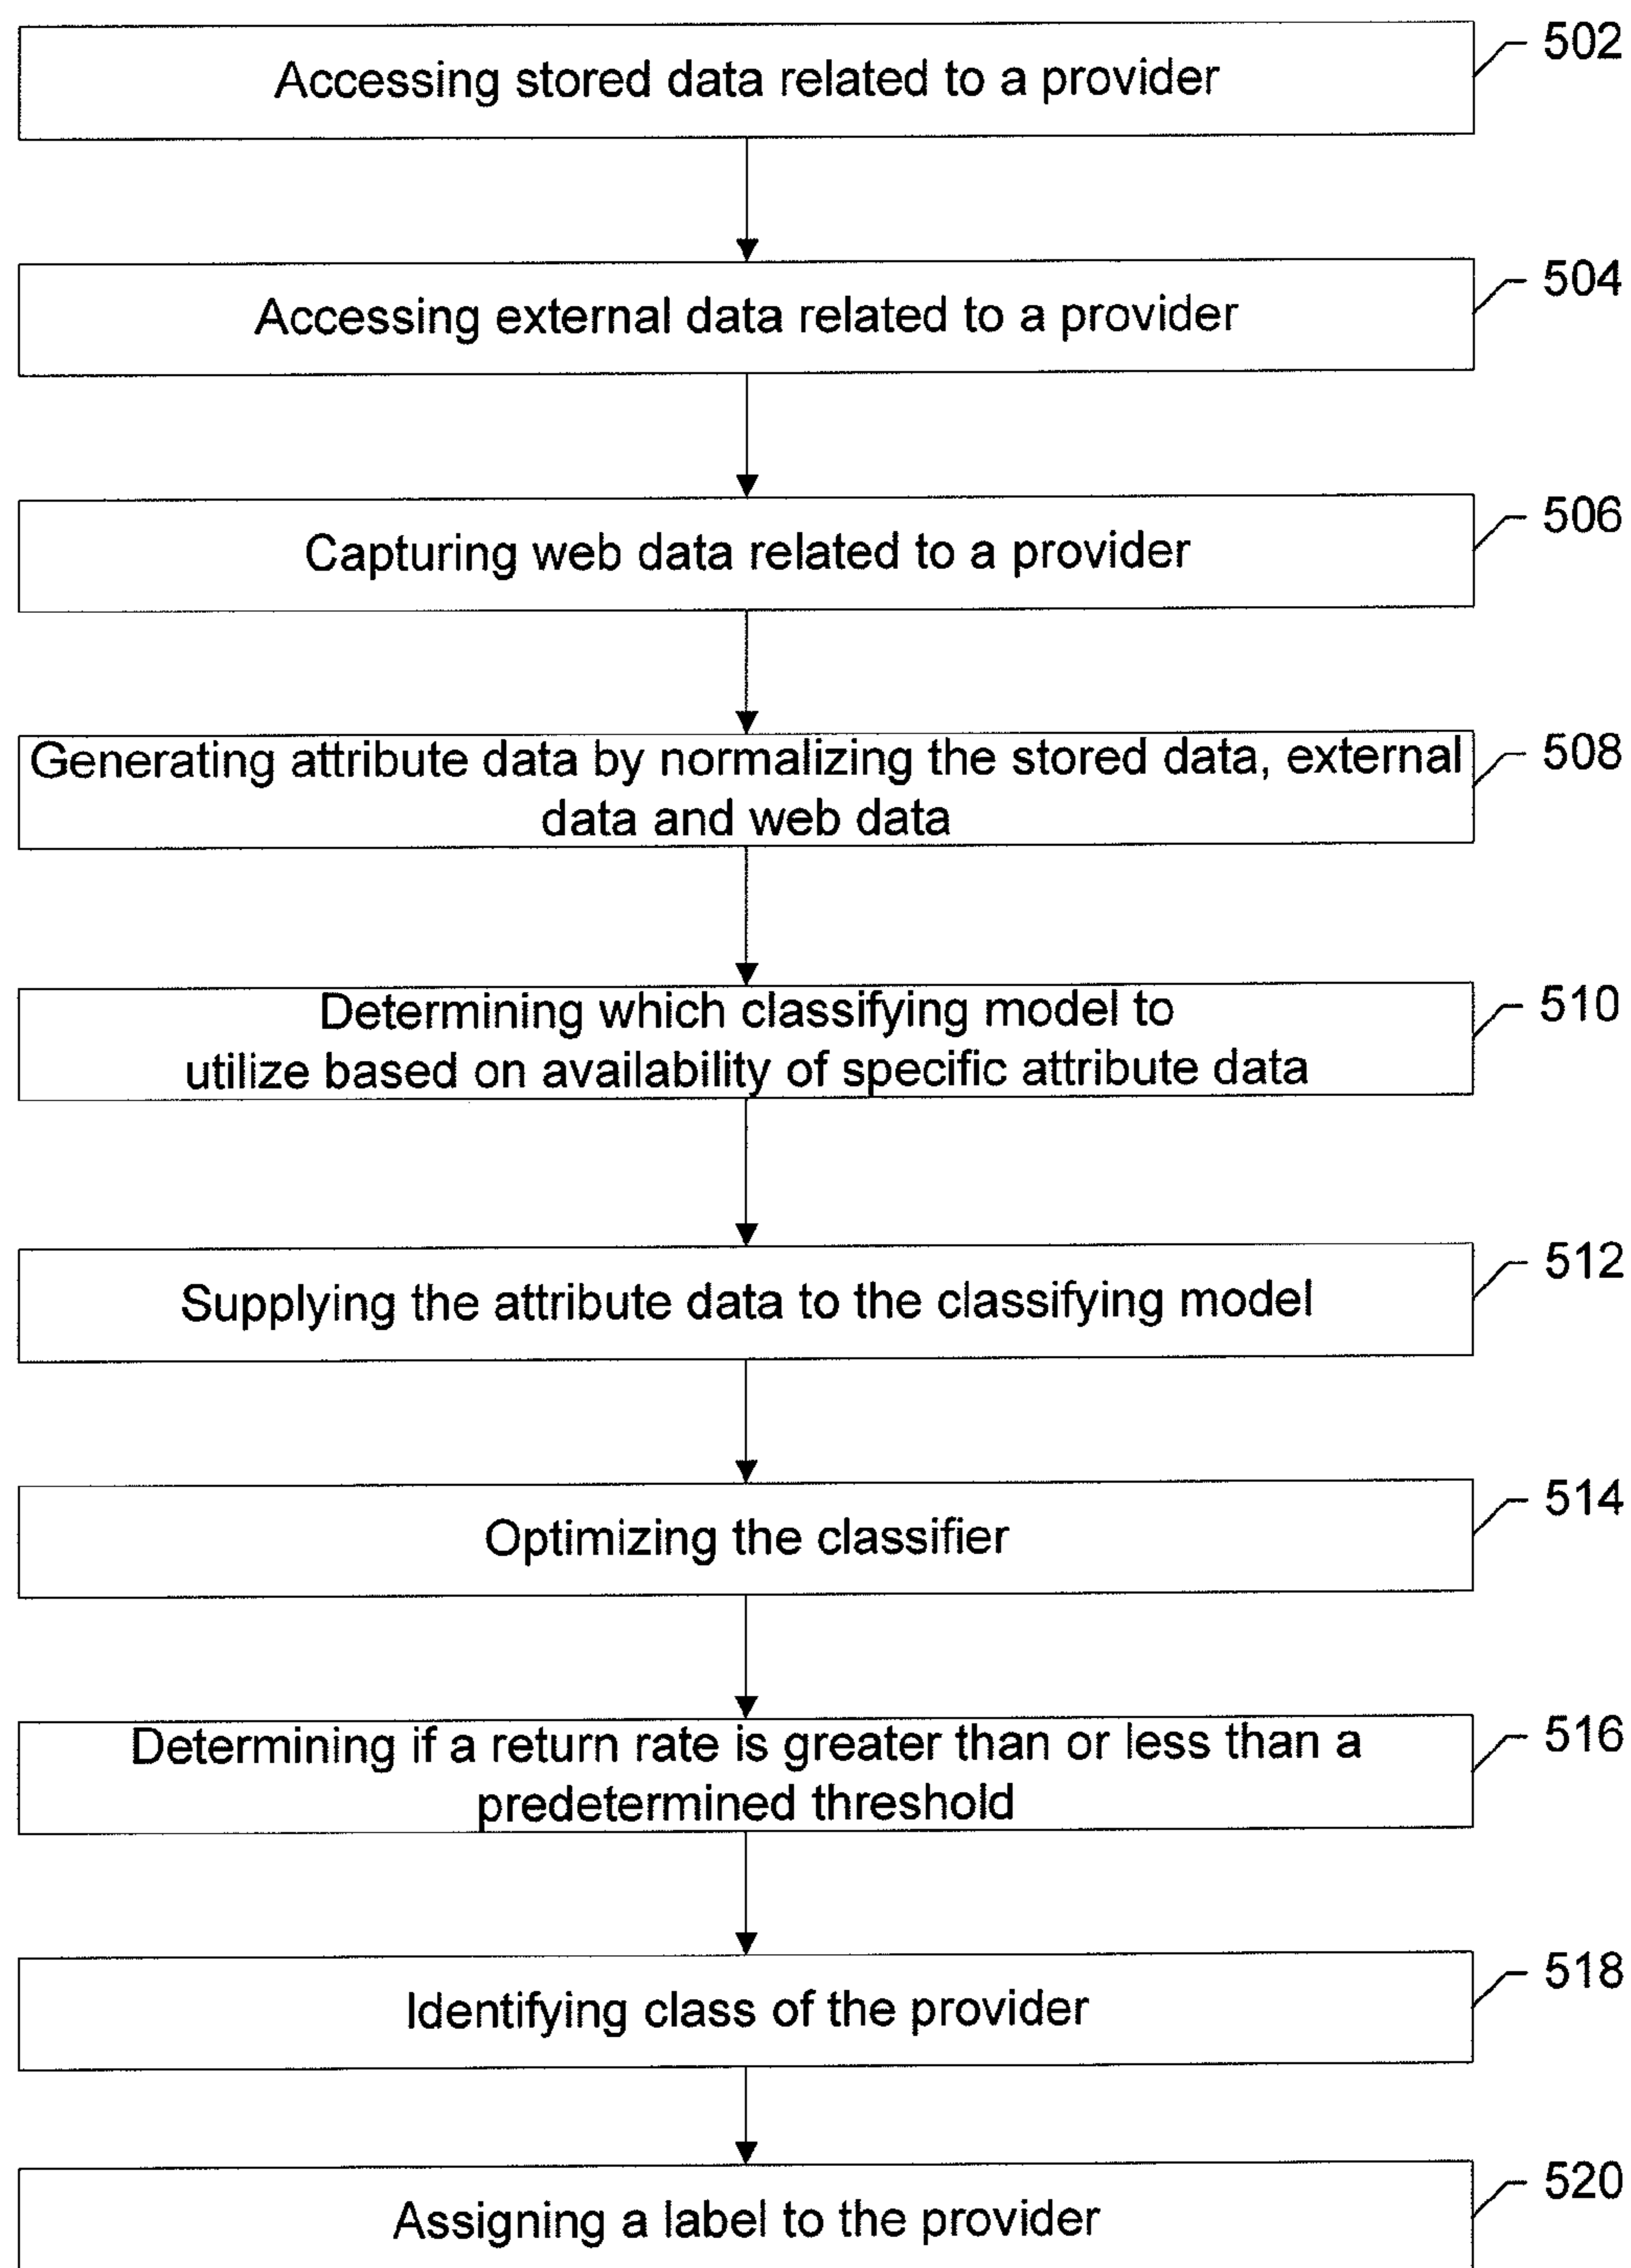 Accessing stored data related to a provider
502
Accessing external data related to a provider
504
Capturing web data related to a provider
506
Generating attribute data by normalizing the stored data, external
data and web data
508
Determining which classifying model to
utilize based on availability of specific attribute data
510
Supplying the attribute data to the classifying model
512
Optimizing the classifier
514
Determining if a return rate is greater than or less than a
predetermined threshold
516
Identifying class of the provider
518
Assigning a label to the provider
520